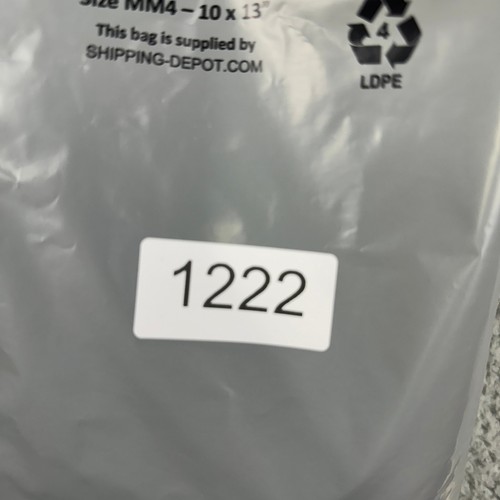 Size MM4 – 10 x 13"
This bag is supplied by
SHIPPING-DEPOT.COM
4
LDPE
1222